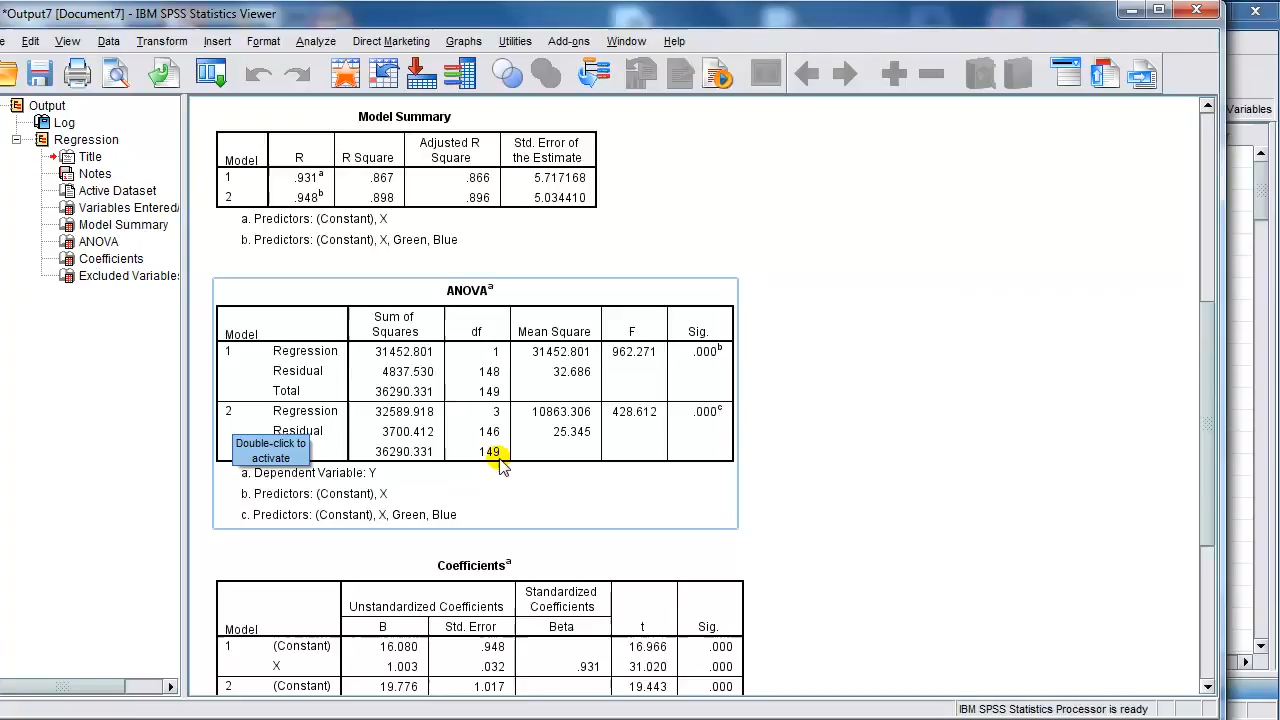 *Output7 [Document7] - IBM SPSS Statistics Viewer
Edit View Data Transform Insert Format Analyze Direct Marketing Graphs Utilities Add-ons Window Help
Output
Log
Regression
Title
Notes
Active Dataset
Variables Entered/
Model Summary
ANOVA
Coefficients
Excluded Variables
Variables
Model Summary
Model R R Square Adjusted R Square Std. Error of the Estimate
1 .931a .867 .866 5.717168
2 .948b .898 .896 5.034410
a. Predictors: (Constant), X
b. Predictors: (Constant), X, Green, Blue
ANOVAa
Model Sum of Squares df Mean Square F Sig.
1 Regression 31452.801 1 31452.801 962.271 .000b
Residual 4837.530 148 32.686
Total 36290.331 149
2 Regression 32589.918 3 10863.306 428.612 .000c
Residual 3700.412 146 25.345
36290.331 149
Double-click to
activate
a. Dependent Variable: Y
b. Predictors: (Constant), X
c. Predictors: (Constant), X, Green, Blue
Coefficientsa
Model Unstandardized Coefficients Standardized Coefficients t Sig.
B Std. Error Beta
1 (Constant) 16.080 .948 16.966 .000
X 1.003 .032 .931 31.020 .000
2 (Constant) 19.776 1.017 19.443 .000
IBM SPSS Statistics Processor is ready